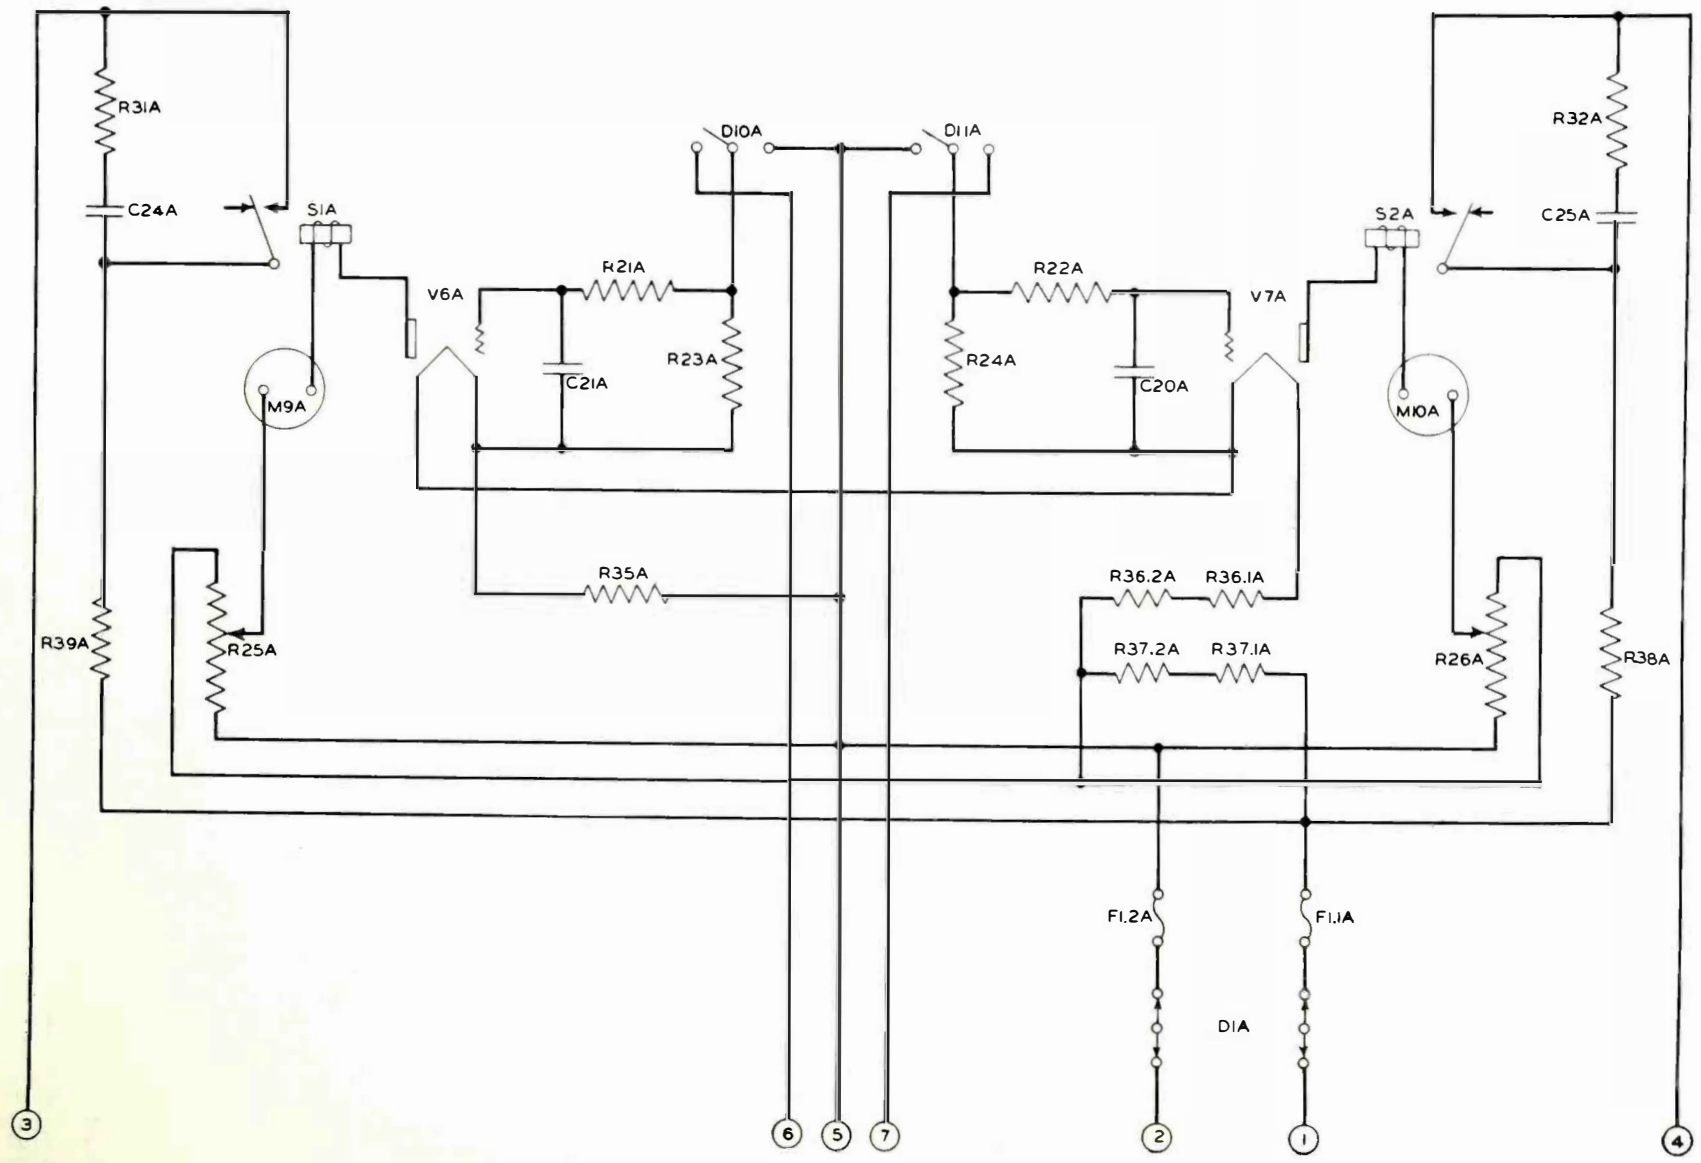 R31A
R32A
D10A
D11A
C24A
S1A
S2A
C25A
R21A
R22A
V6A
V7A
R23A
R24A
C21A
C20A
M9A
M10A
R35A
R36.2A
R36.1A
R39A
R25A
R37.2A
R37.1A
R26A
R38A
F1.2A
F1.1A
D1A
3
6
5
7
2
1
4